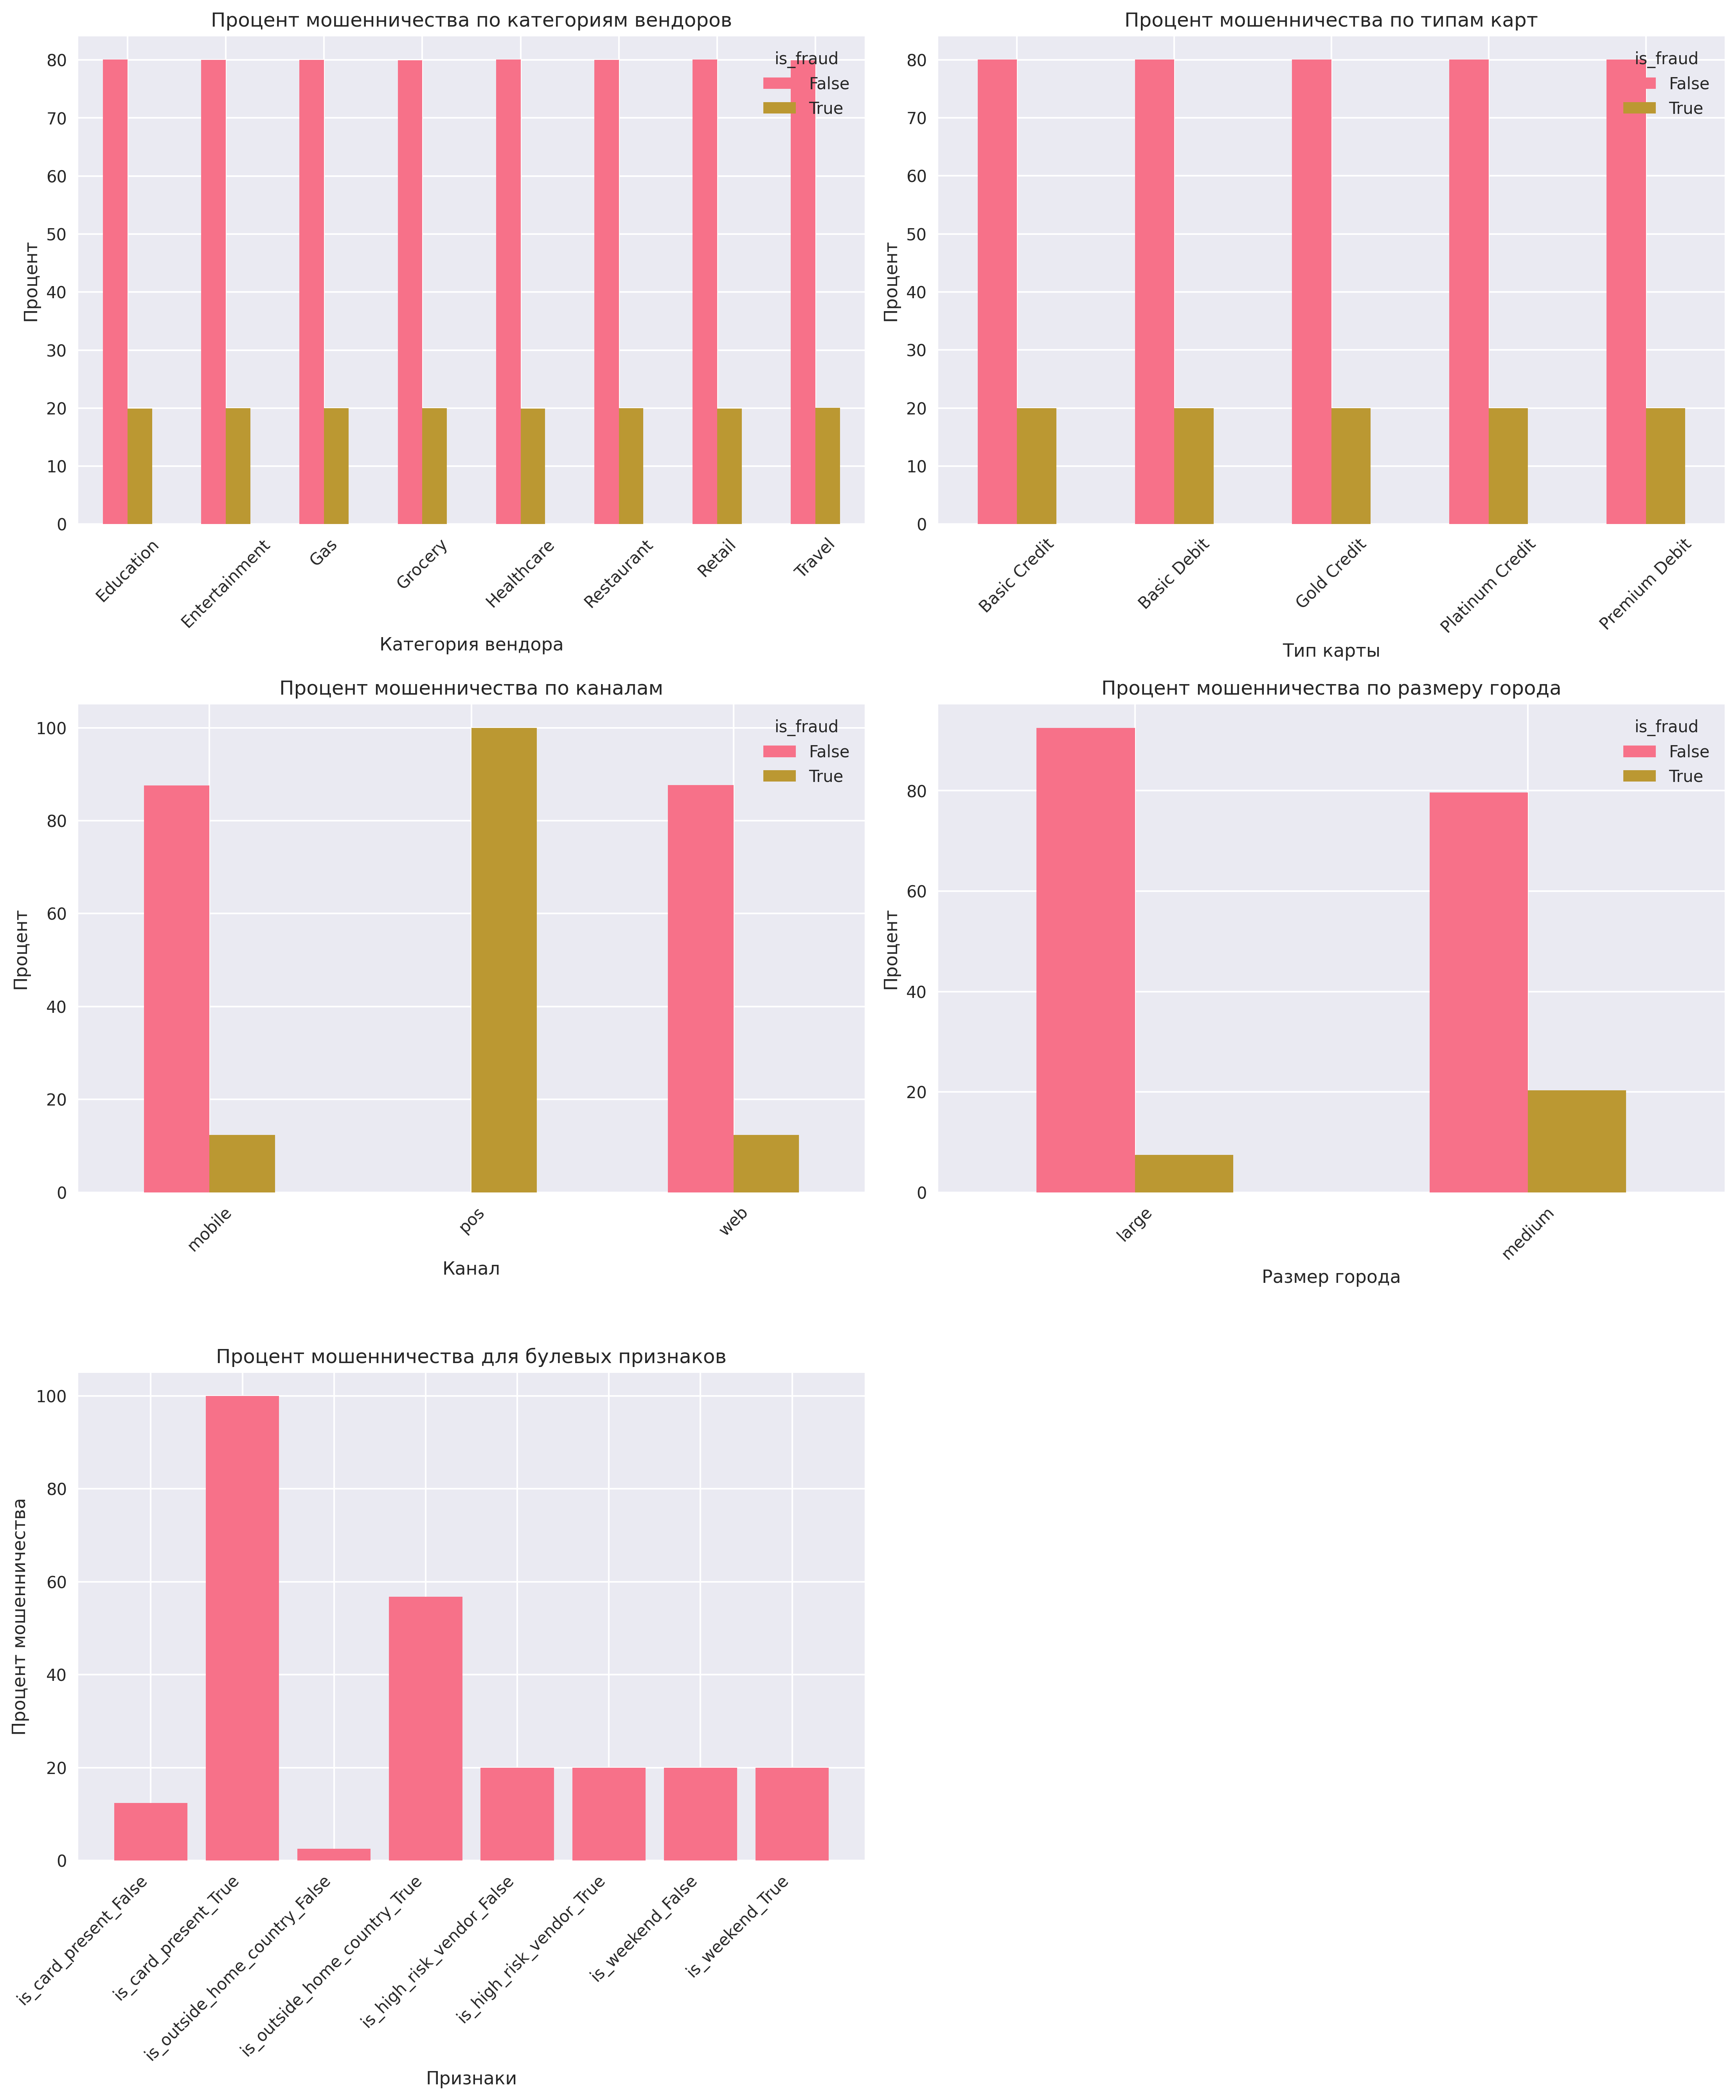 Процент мошенничества по категориям вендоров
is_fraud
False
True
Процент
80
70
60
50
40
30
20
10
0
Education
Entertainment
Gas
Grocery
Healthcare
Restaurant
Retail
Travel
Категория вендора
Процент мошенничества по типам карт
is_fraud
False
True
Процент
80
70
60
50
40
30
20
10
0
Basic Credit
Basic Debit
Gold Credit
Platinum Credit
Premium Debit
Тип карты
Процент мошенничества по каналам
is_fraud
False
True
Процент
100
80
60
40
20
0
mobile
pos
web
Канал
Процент мошенничества по размеру города
is_fraud
False
True
Процент
80
60
40
20
0
large
medium
Размер города
Процент мошенничества для булевых признаков
Процент мошенничества
100
80
60
40
20
0
is_card_present_False
is_card_present_True
is_outside_home_country_False
is_outside_home_country_True
is_high_risk_vendor_False
is_high_risk_vendor_True
is_weekend_False
is_weekend_True
Признаки